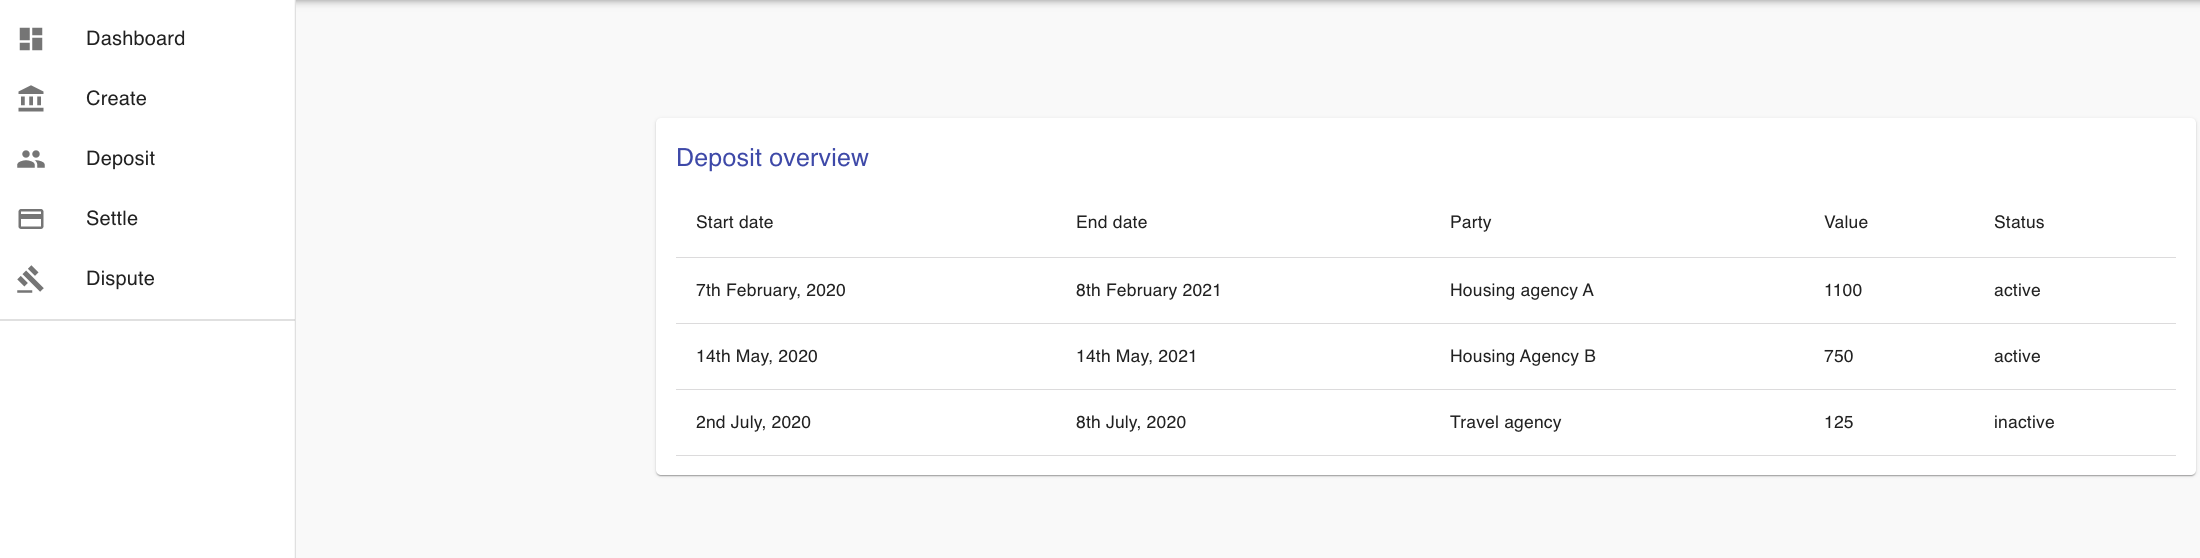 Dashboard
Create
Deposit
Settle
Dispute
Deposit overview
Start date End date Party Value Status
7th February, 2020 8th February 2021 Housing agency A 1100 active
14th May, 2020 14th May, 2021 Housing Agency B 750 active
2nd July, 2020 8th July, 2020 Travel agency 125 inactive